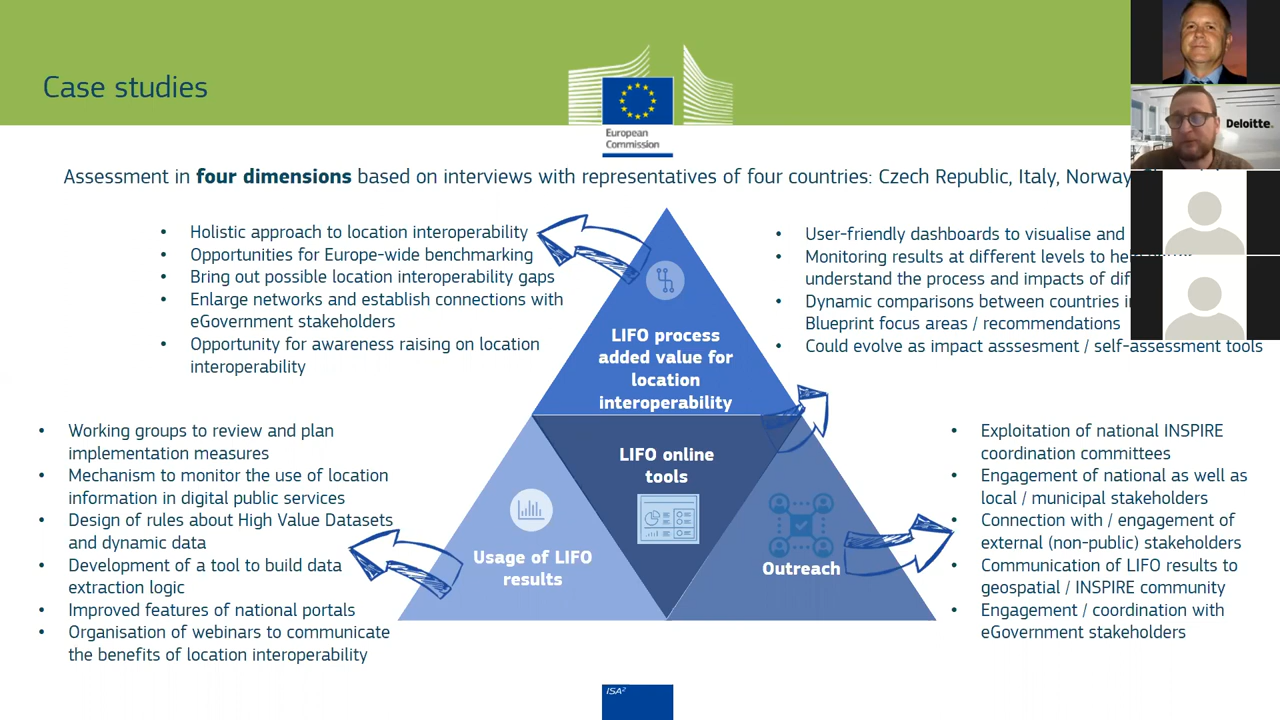 Case studies
European
Commission
Deloitte.
Assessment in four dimensions based on interviews with representatives of four countries: Czech Republic, Italy, Norway,
• Holistic approach to location interoperability
• Opportunities for Europe-wide benchmarking
• Bring out possible location interoperability gaps
• Enlarge networks and establish connections with
eGovernment stakeholders
• Opportunity for awareness raising on location
interoperability
• User-friendly dashboards to visualise and
• Monitoring results at different levels to
understand the process and impacts of
• Dynamic comparisons between countries
Blueprint focus areas / recommendations
• Could evolve as impact asssesment / self-assessment tools
LIFO process
added value for
location
interoperability
• Working groups to review and plan
implementation measures
• Mechanism to monitor the use of location
information in digital public services
• Design of rules about High Value Datasets
and dynamic data
• Development of a tool to build data
extraction logic
• Improved features of national portals
• Organisation of webinars to communicate
the benefits of location interoperability
LIFO online
tools
Usage of LIFO
results
Outreach
• Exploitation of national INSPIRE
coordination committees
• Engagement of national as well as
local / municipal stakeholders
• Connection with / engagement of
external (non-public) stakeholders
• Communication of LIFO results to
geospatial / INSPIRE community
• Engagement / coordination with
eGovernment stakeholders
ISA²